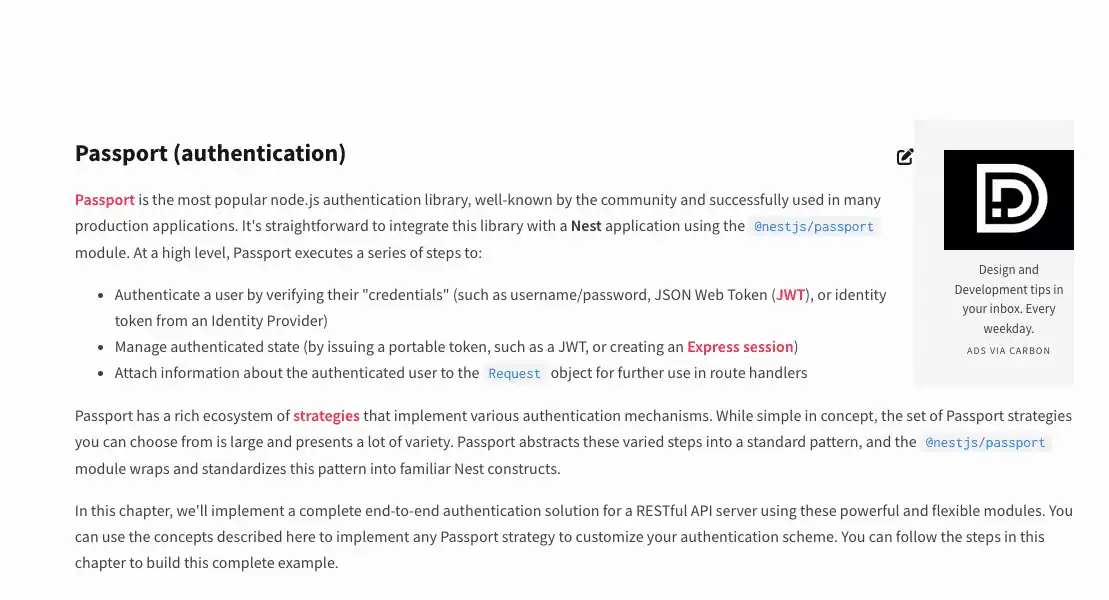 Passport (authentication)
Passport is the most popular node.js authentication library, well-known by the community and successfully used in many
production applications. It's straightforward to integrate this library with a Nest application using the @nestjs/passport
module. At a high level, Passport executes a series of steps to:
• Authenticate a user by verifying their "credentials" (such as username/password, JSON Web Token (JWT), or identity
token from an Identity Provider)
• Manage authenticated state (by issuing a portable token, such as a JWT, or creating an Express session)
• Attach information about the authenticated user to the Request object for further use in route handlers
Design and
Development tips in
your inbox. Every
weekday.
ADS VIA CARBON
Passport has a rich ecosystem of strategies that implement various authentication mechanisms. While simple in concept, the set of Passport strategies
you can choose from is large and presents a lot of variety. Passport abstracts these varied steps into a standard pattern, and the @nestjs/passport
module wraps and standardizes this pattern into familiar Nest constructs.
In this chapter, we'll implement a complete end-to-end authentication solution for a RESTful API server using these powerful and flexible modules. You
can use the concepts described here to implement any Passport strategy to customize your authentication scheme. You can follow the steps in this
chapter to build this complete example.